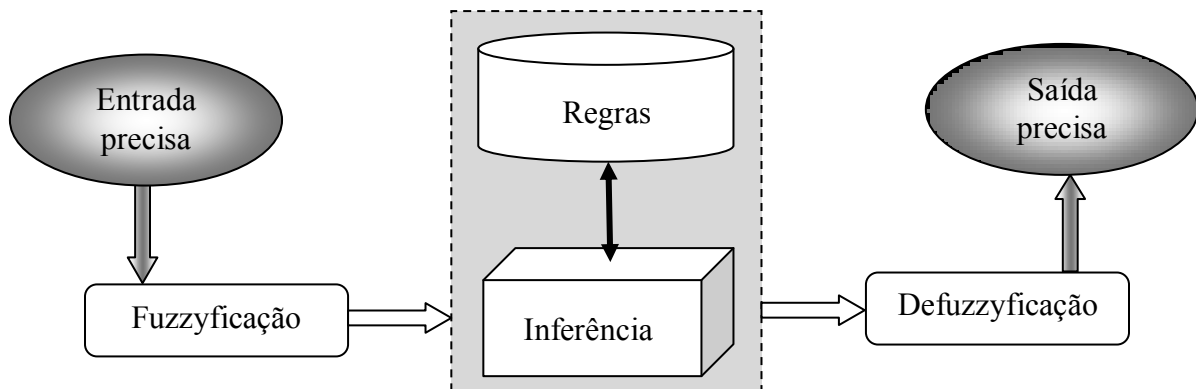 Entrada
precisa
Fuzzyficação
Regras
Inferência
Defuzzyficação
Saída
precisa